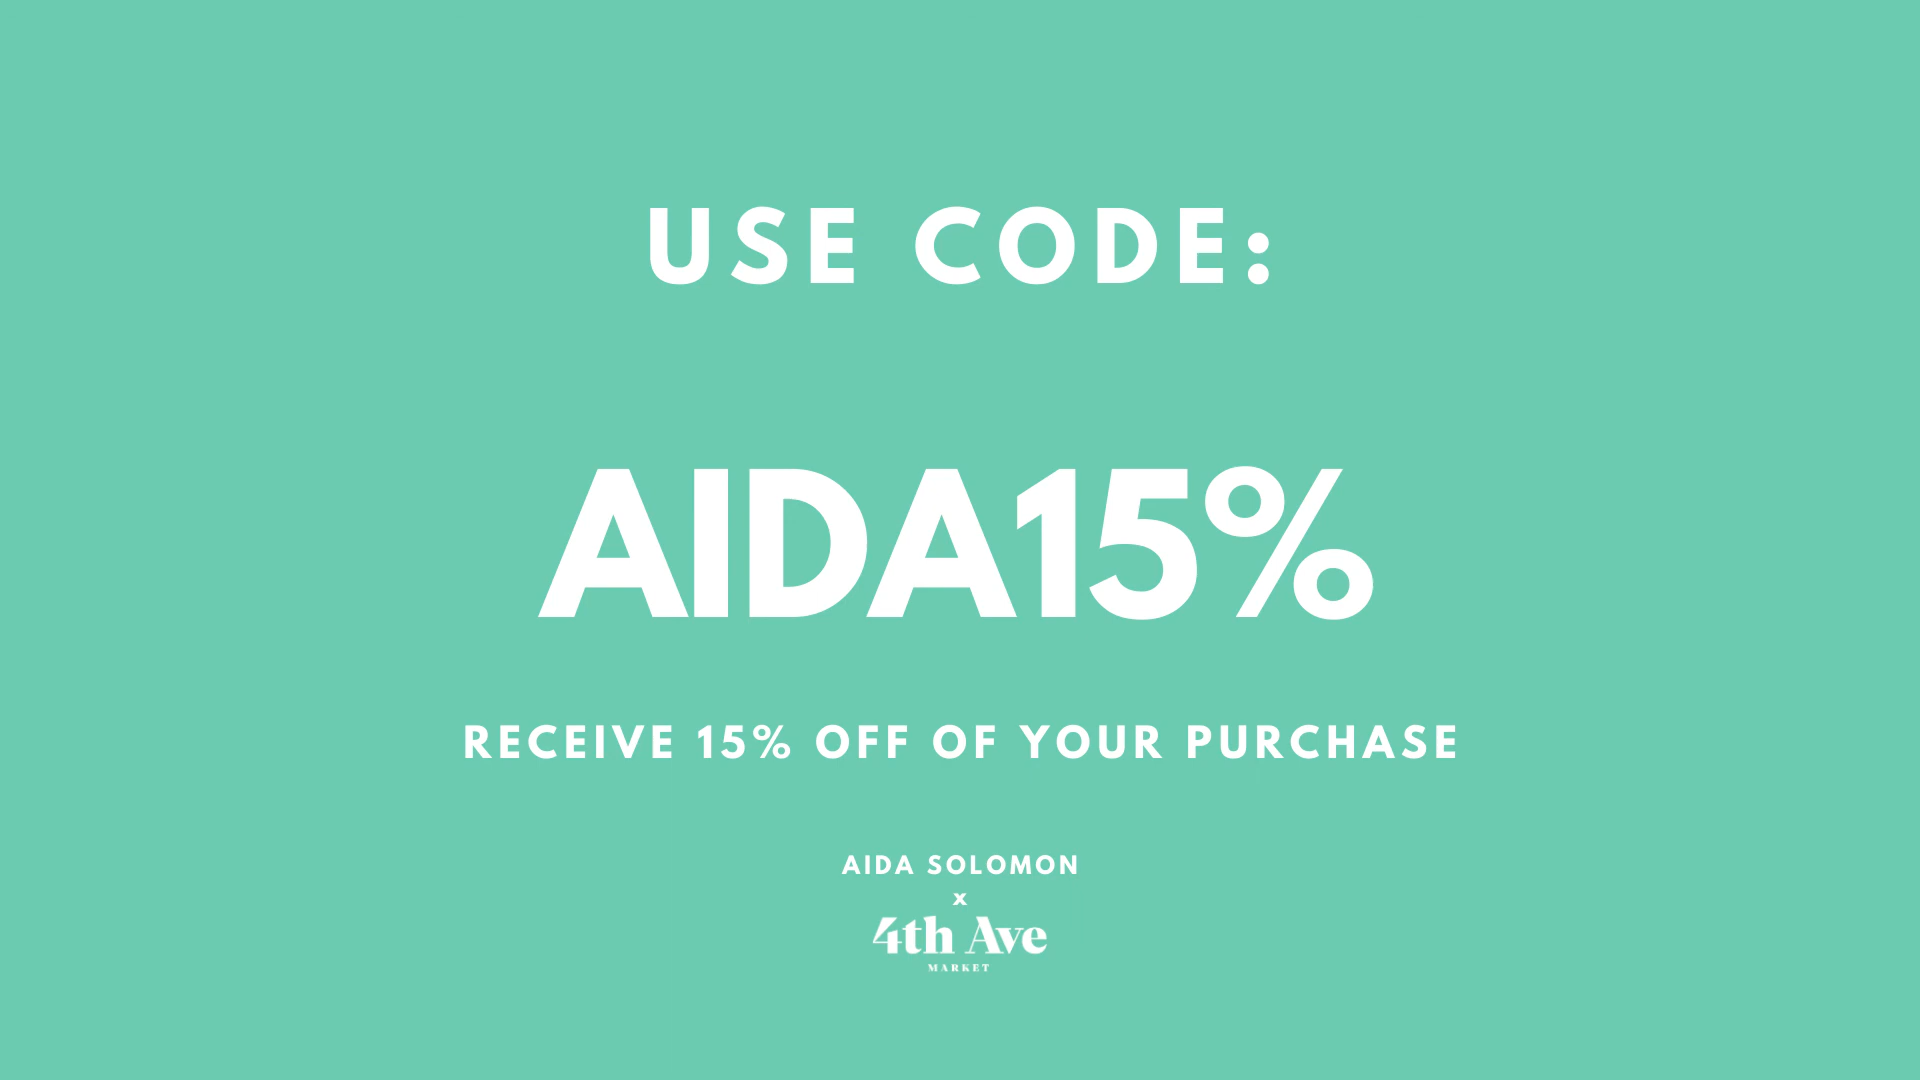 USE CODE:
AIDA15%
RECEIVE 15% OFF OF YOUR PURCHASE
AIDA SOLOMON
x
4th Ave
MARKET